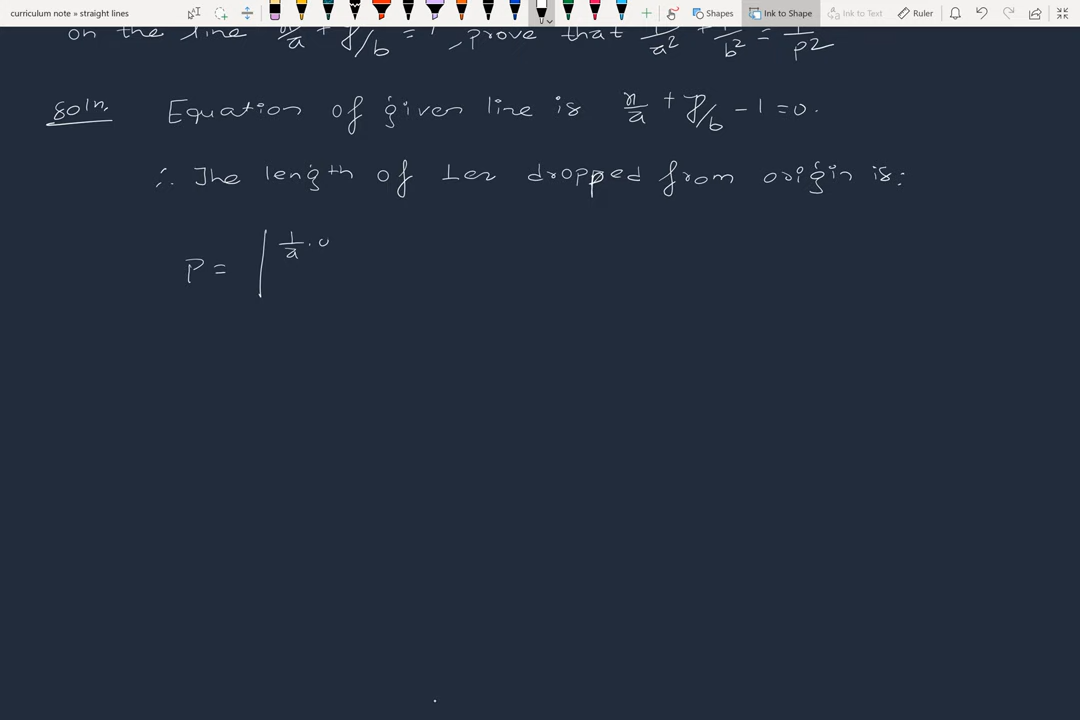 curriculum note » straight lines
Shapes
Ink to Shape
Ink to Text
Ruler
on the line x/a + y/b = 1, prove that 1/a² + 1/b² = 1/p²
soln. Equation of given line is x/a + y/b - 1 = 0.
∴ The length of ⊥er dropped from origin is:
P = | 1/a · 0